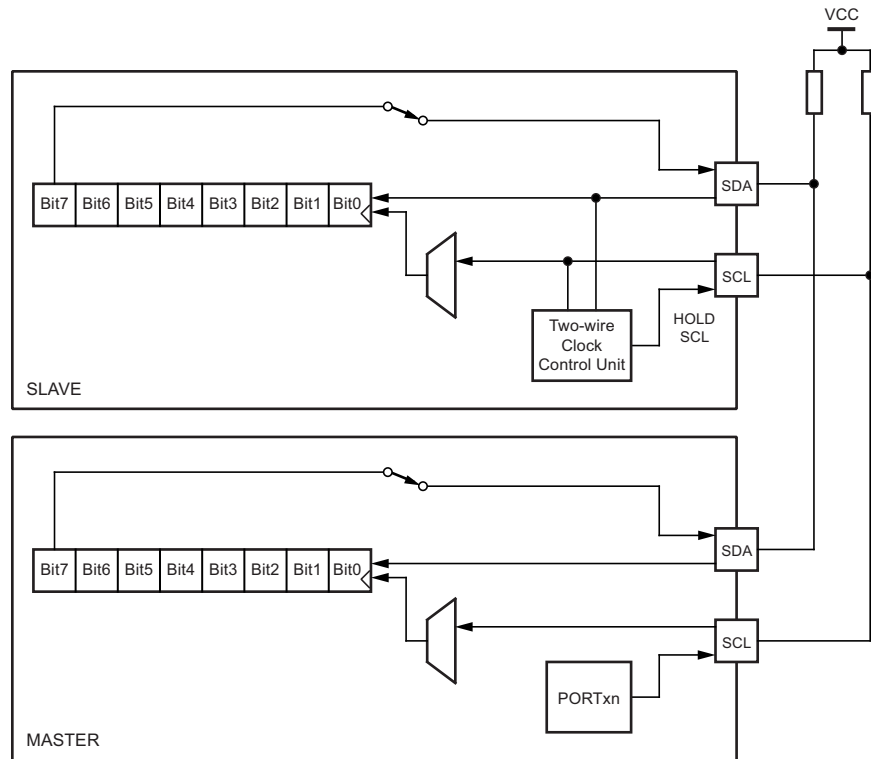 VCC
SDA
Bit7 Bit6 Bit5 Bit4 Bit3 Bit2 Bit1 Bit0
SCL
Two-wire
Clock
Control Unit
HOLD
SCL
SLAVE
SDA
Bit7 Bit6 Bit5 Bit4 Bit3 Bit2 Bit1 Bit0
SCL
PORTxn
MASTER